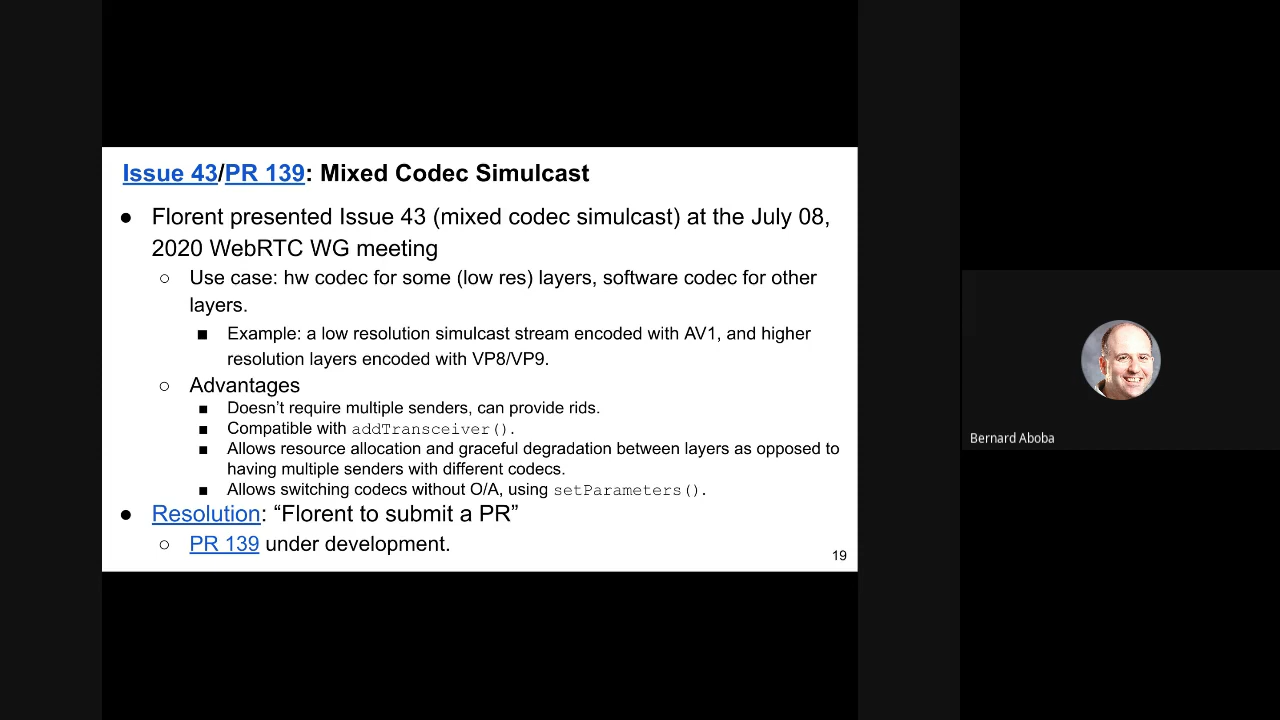 Issue 43/PR 139: Mixed Codec Simulcast
● Florent presented Issue 43 (mixed codec simulcast) at the July 08,
2020 WebRTC WG meeting
○ Use case: hw codec for some (low res) layers, software codec for other
layers.
■ Example: a low resolution simulcast stream encoded with AV1, and higher
resolution layers encoded with VP8/VP9.
○ Advantages
■ Doesn't require multiple senders, can provide rids.
■ Compatible with addTransceiver().
■ Allows resource allocation and graceful degradation between layers as opposed to
having multiple senders with different codecs.
■ Allows switching codecs without O/A, using setParameters().
● Resolution: “Florent to submit a PR”
○ PR 139 under development.
19
Bernard Aboba